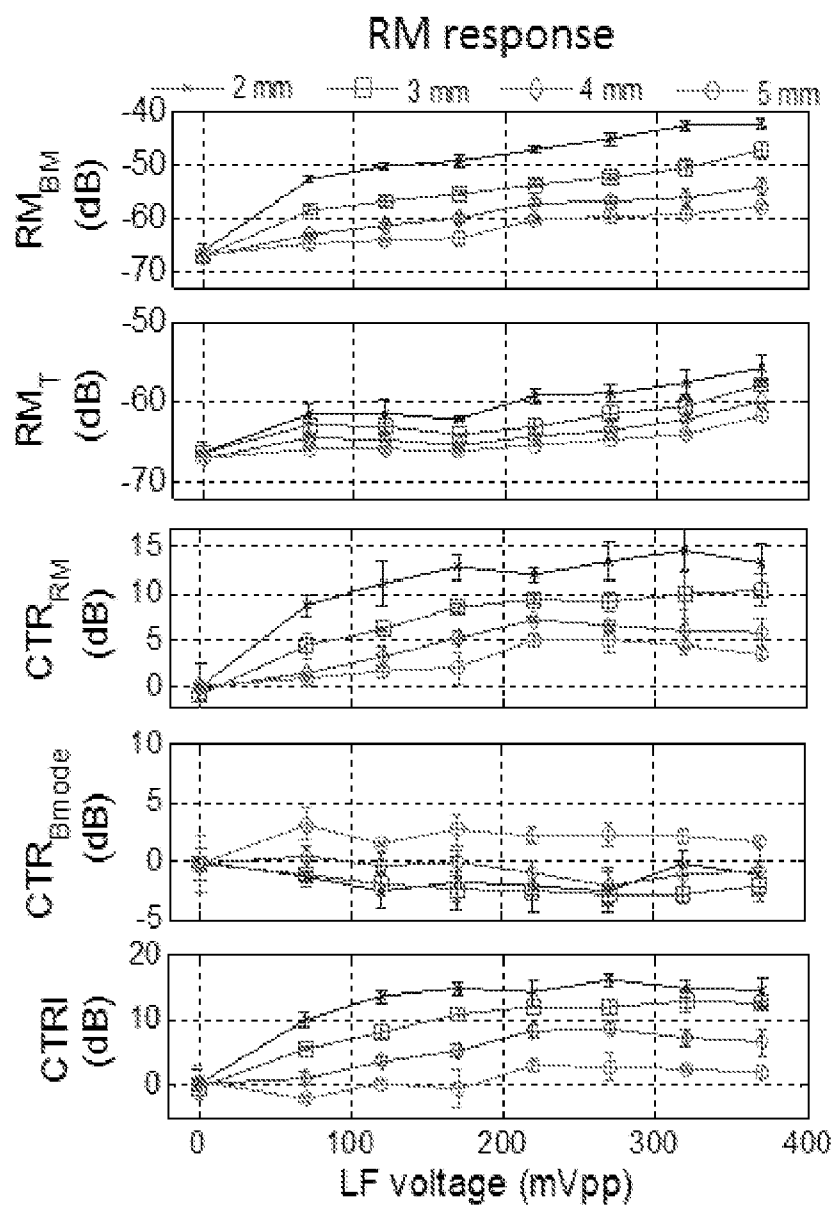 RM response
2 mm 3 mm 4 mm 5 mm
RM_BM (dB)
-40
-50
-60
-70
RM_T (dB)
-50
-60
-70
CTR_RM (dB)
15
10
5
0
CTR_Bmode (dB)
10
5
0
-5
CTRI (dB)
20
10
0
0 100 200 300 400
LF voltage (mVpp)